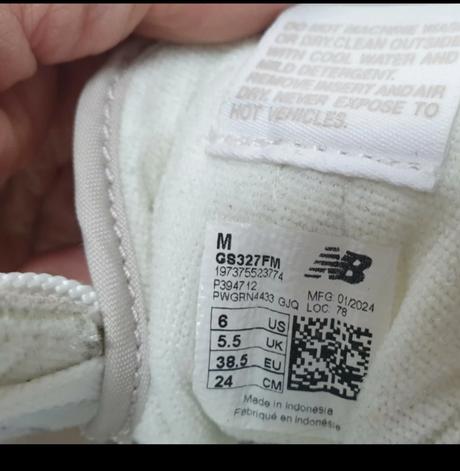 DO NOT MACHINE WASH
OR DRY.CLEAN OUTSIDE
WITH COOL WATER AND
MILD DETERGENT.
REMOVE INSERT AND AIR
DRY. NEVER EXPOSE TO
HOT VEHICLES.
M
GS327FM
197375523774
P394712
PWGRN4433 GJQ
NB
MFG: 01/2024
LOC: 78
6 US
5.5 UK
38.5 EU
24 CM
Made in Indonesia
Fabriqué en Indonésie